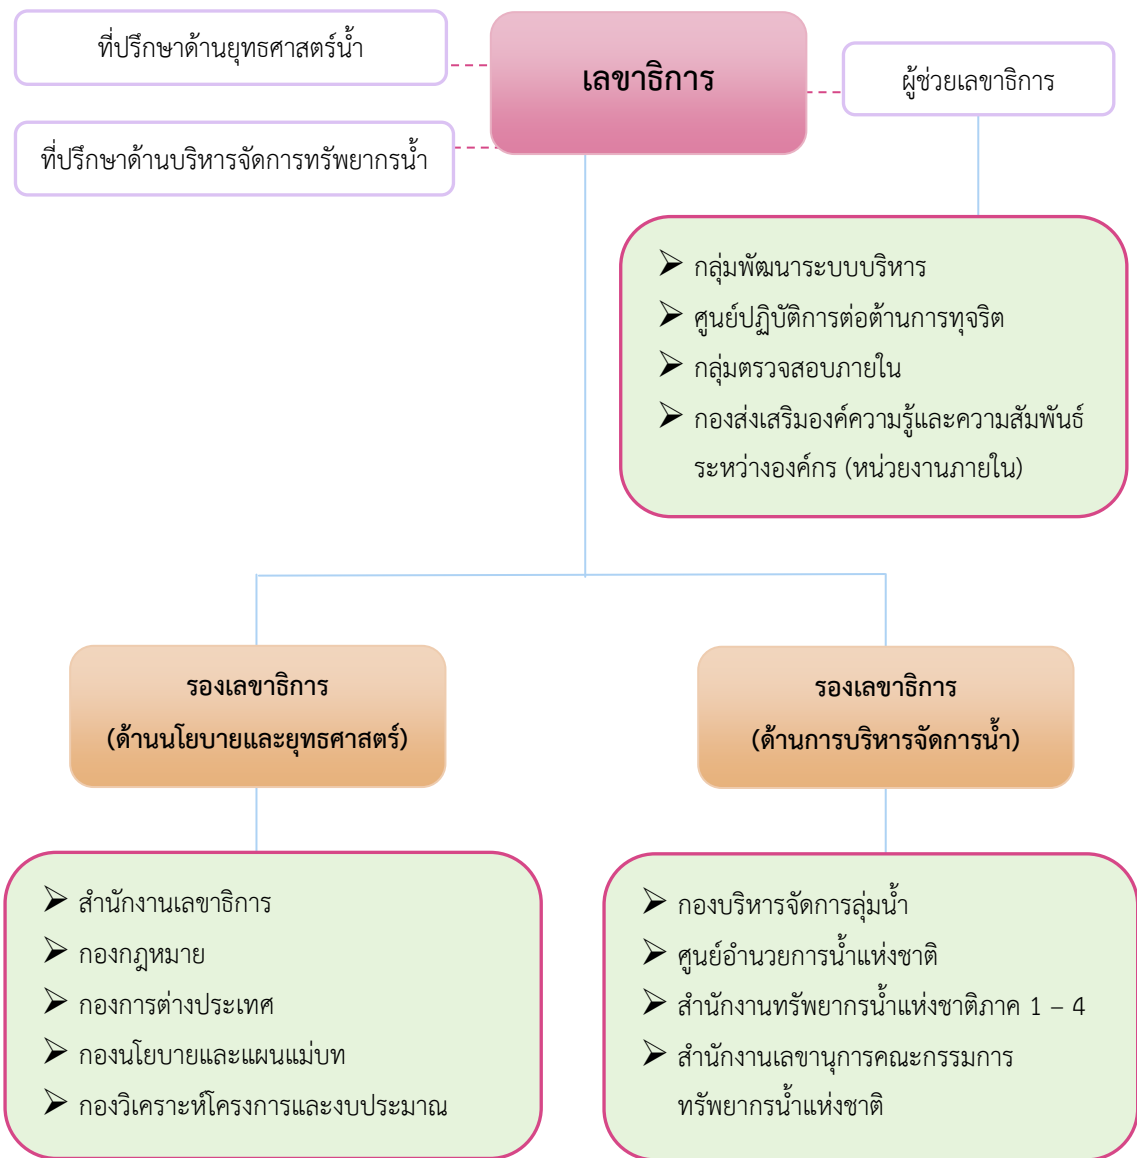 ที่ปรึกษาด้านยุทธศาสตร์น้ำ
เลขาธิการ
ผู้ช่วยเลขาธิการ
ที่ปรึกษาด้านบริหารจัดการทรัพยากรน้ำ
➢ กลุ่มพัฒนาระบบบริหาร
➢ ศูนย์ปฏิบัติการต่อต้านการทุจริต
➢ กลุ่มตรวจสอบภายใน
➢ กองส่งเสริมองค์ความรู้และความสัมพันธ์
ระหว่างองค์กร (หน่วยงานภายใน)
รองเลขาธิการ
(ด้านนโยบายและยุทธศาสตร์)
รองเลขาธิการ
(ด้านการบริหารจัดการน้ำ)
➢ สำนักงานเลขาธิการ
➢ กองกฎหมาย
➢ กองการต่างประเทศ
➢ กองนโยบายและแผนแม่บท
➢ กองวิเคราะห์โครงการและงบประมาณ
➢ กองบริหารจัดการลุ่มน้ำ
➢ ศูนย์อำนวยการน้ำแห่งชาติ
➢ สำนักงานทรัพยากรน้ำแห่งชาติภาค 1 – 4
➢ สำนักงานเลขานุการคณะกรรมการ
ทรัพยากรน้ำแห่งชาติ